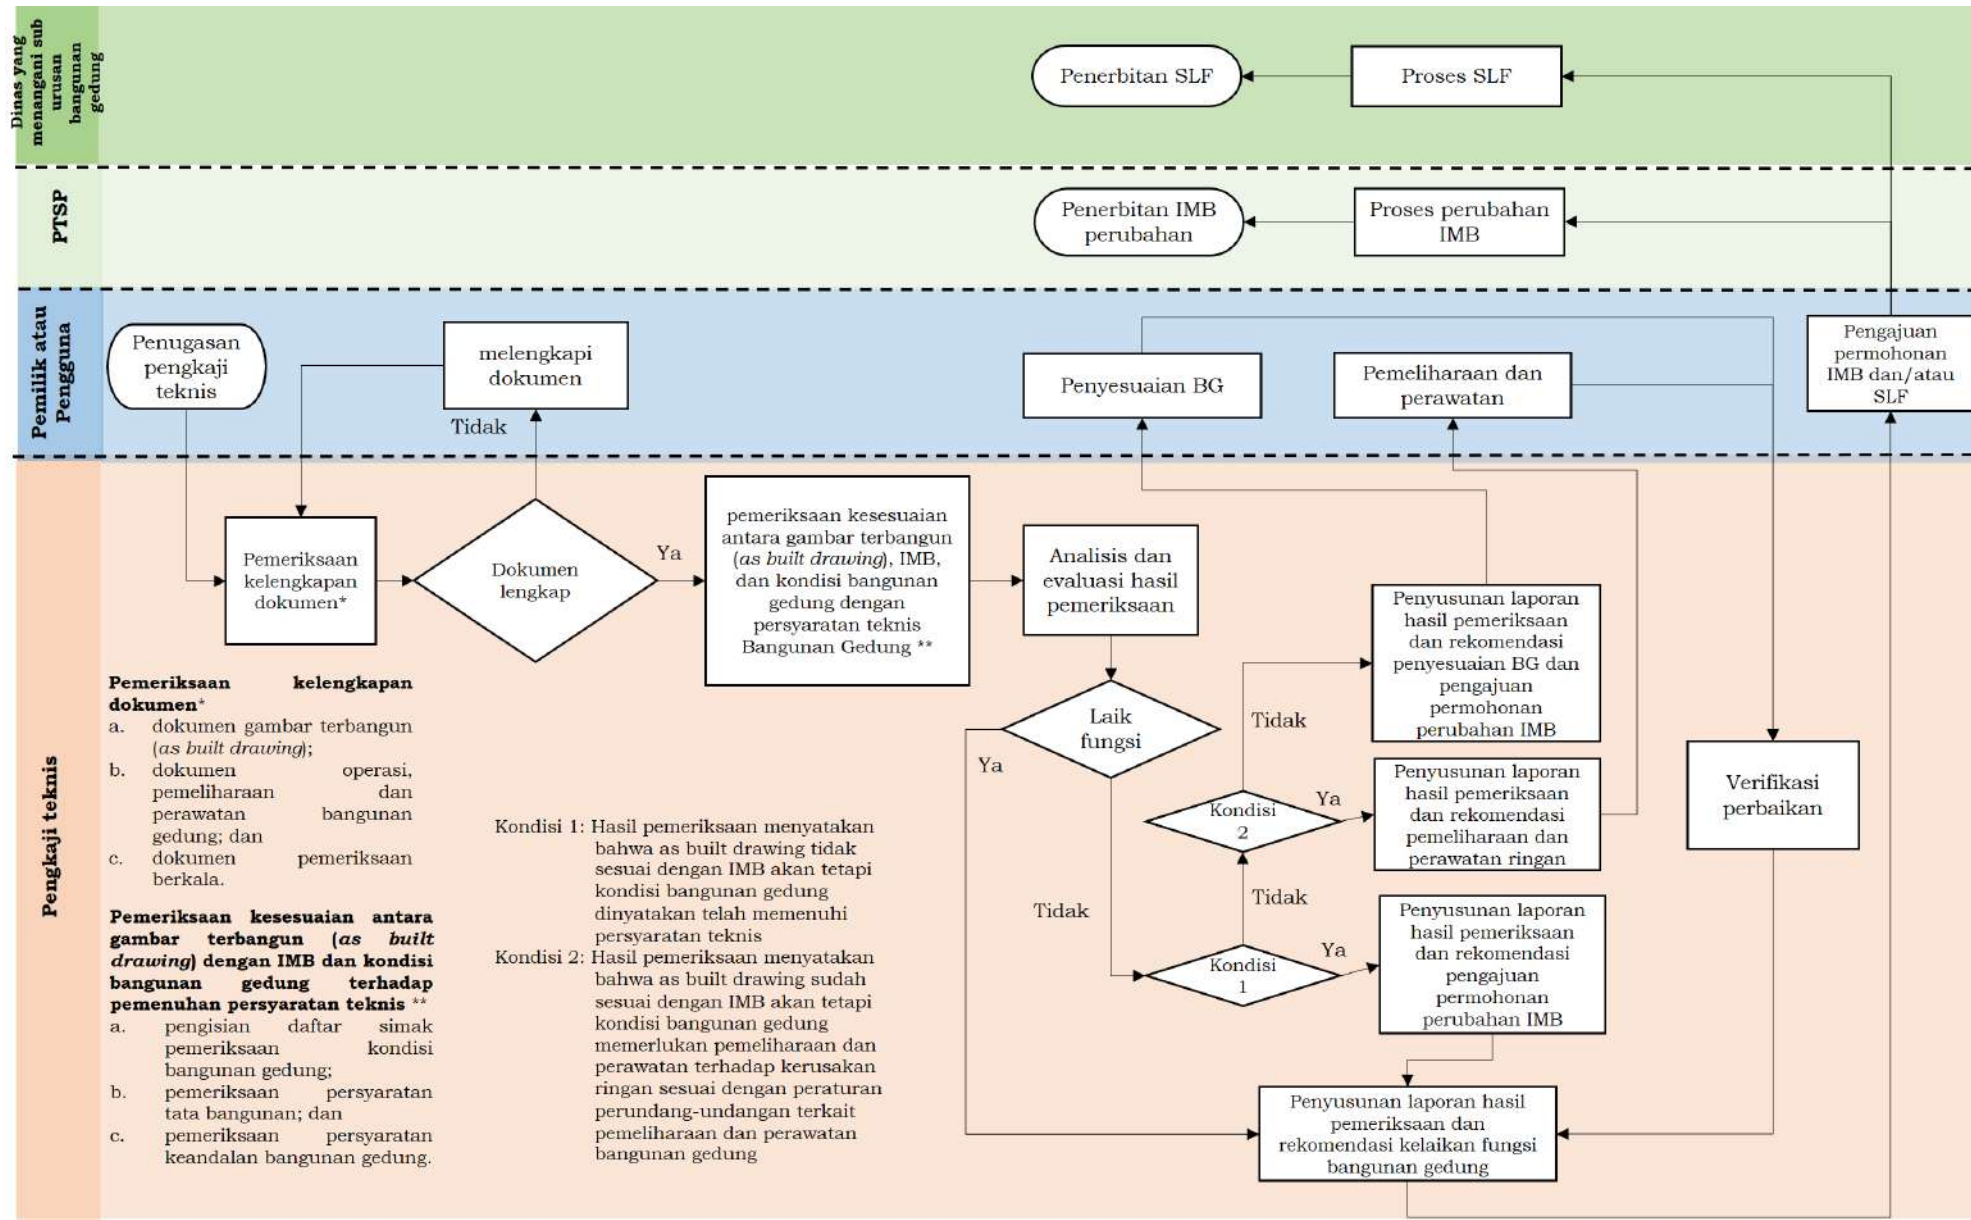 Dinas yang
menangani sub
urusan
bangunan
gedung
Penerbitan SLF
Proses SLF
PTSP
Penerbitan IMB
perubahan
Proses perubahan
IMB
Pemilik atau
Pengguna
Penugasan
pengkaji
teknis
melengkapi
dokumen
Tidak
Penyesuaian BG
Pemeliharaan dan
perawatan
Pengajuan
permohonan
IMB dan/atau
SLF
Pengkaji teknis
Pemeriksaan
kelengkapan
dokumen*
Dokumen
lengkap
Ya
pemeriksaan kesesuaian
antara gambar terbangun
(as built drawing), IMB,
dan kondisi bangunan
gedung dengan
persyaratan teknis
Bangunan Gedung **
Analisis dan
evaluasi hasil
pemeriksaan
Laik
fungsi
Ya
Tidak
Kondisi
1
Ya
Tidak
Kondisi
2
Ya
Tidak
Penyusunan laporan
hasil pemeriksaan
dan rekomendasi
penyesuaian BG dan
pengajuan
permohonan
perubahan IMB
Penyusunan laporan
hasil pemeriksaan
dan rekomendasi
pemeliharaan dan
perawatan ringan
Penyusunan laporan
hasil pemeriksaan
dan rekomendasi
pengajuan
permohonan
perubahan IMB
Verifikasi
perbaikan
Penyusunan laporan hasil
pemeriksaan dan
rekomendasi kelaikan fungsi
bangunan gedung
Pemeriksaan kelengkapan
dokumen*
a. dokumen gambar terbangun
(as built drawing);
b. dokumen operasi,
pemeliharaan dan
perawatan bangunan
gedung; dan
c. dokumen pemeriksaan
berkala.
Pemeriksaan kesesuaian antara
gambar terbangun (as built
drawing) dengan IMB dan kondisi
bangunan gedung terhadap
pemenuhan persyaratan teknis **
a. pengisian daftar simak
pemeriksaan kondisi
bangunan gedung;
b. pemeriksaan persyaratan
tata bangunan; dan
c. pemeriksaan persyaratan
keandalan bangunan gedung.
Kondisi 1: Hasil pemeriksaan menyatakan
bahwa as built drawing tidak
sesuai dengan IMB akan tetapi
kondisi bangunan gedung
dinyatakan telah memenuhi
persyaratan teknis
Kondisi 2: Hasil pemeriksaan menyatakan
bahwa as built drawing sudah
sesuai dengan IMB akan tetapi
kondisi bangunan gedung
memerlukan pemeliharaan dan
perawatan terhadap kerusakan
ringan sesuai dengan peraturan
perundang-undangan terkait
pemeliharaan dan perawatan
bangunan gedung